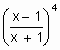 ((x − 1)/(x + 1))^4